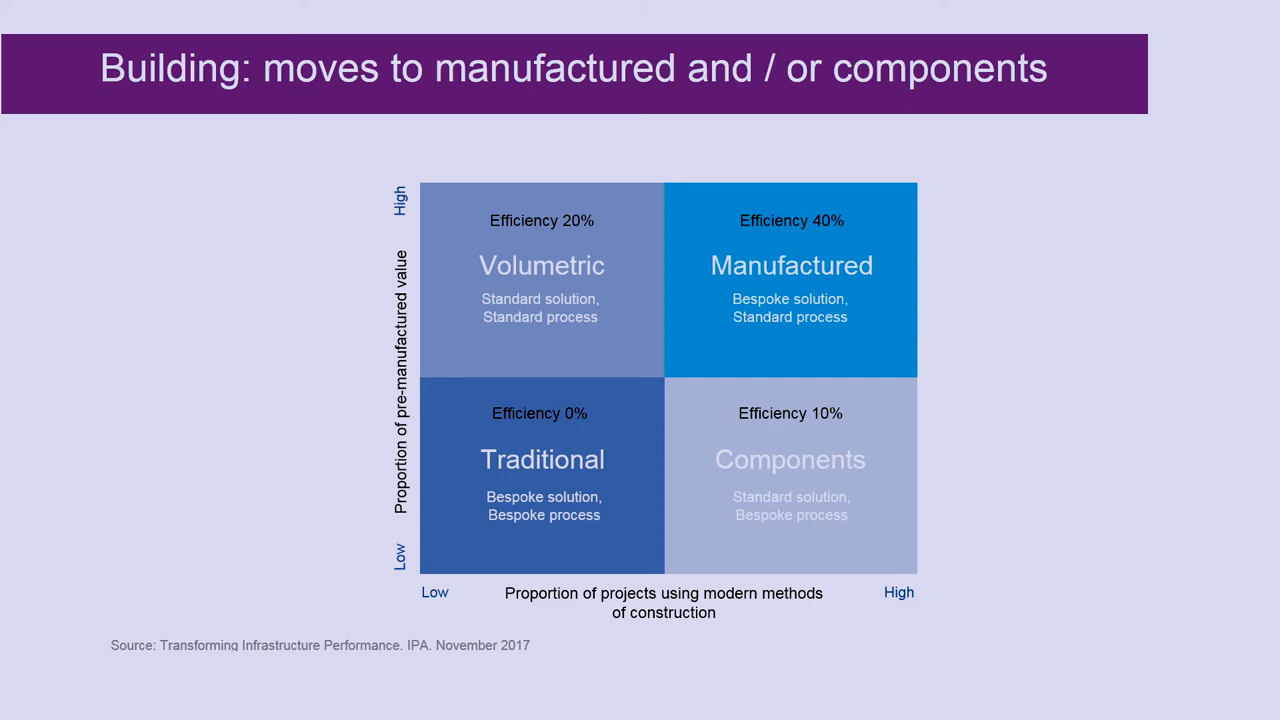 Building: moves to manufactured and / or components
High
Proportion of pre-manufactured value
Low
Efficiency 20%
Volumetric
Standard solution,
Standard process
Efficiency 40%
Manufactured
Bespoke solution,
Standard process
Efficiency 0%
Traditional
Bespoke solution,
Bespoke process
Efficiency 10%
Components
Standard solution,
Bespoke process
Low
Proportion of projects using modern methods
of construction
High
Source: Transforming Infrastructure Performance. IPA. November 2017